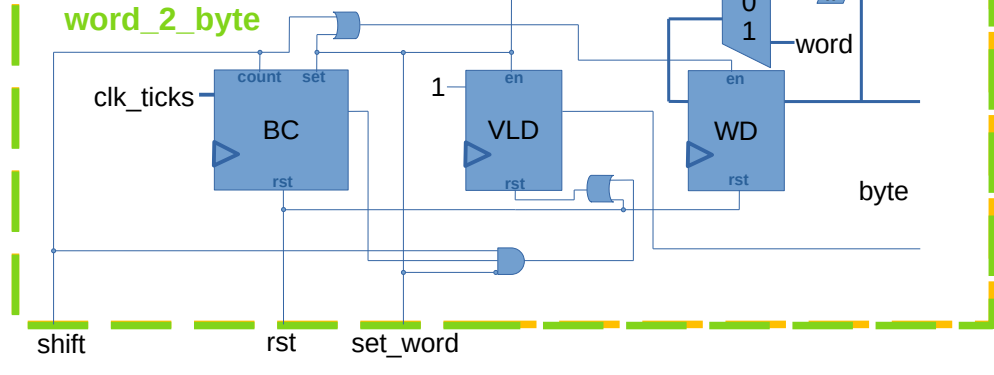 word_2_byte
0
1
word
count set
en
en
clk_ticks
1
BC
VLD
WD
rst
rst
rst
byte
shift
rst
set_word